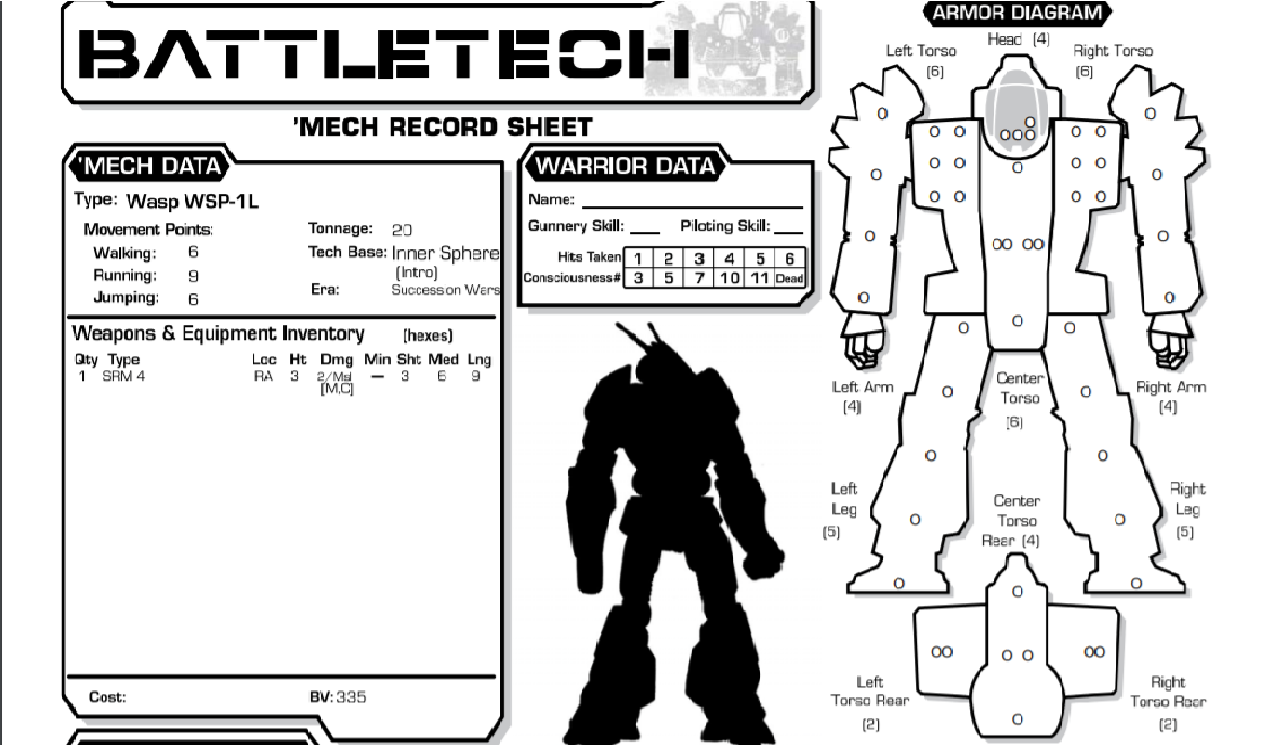 BATTLETECH
'MECH RECORD SHEET
'MECH DATA
Type: Wasp WSP-1L
Movement Points:
Walking: 6
Running: 9
Jumping: 6
Tonnage: 20
Tech Base: Inner Sphere
(Intro)
Era: Succession Wars
Weapons & Equipment Inventory (hexes)
Qty Type Loc Ht Dmg Min Sht Med Lng
1 SRM 4 RA 3 2/Msl — 3 6 9
[M,C]
Cost: BV: 335
WARRIOR DATA
Name:
Gunnery Skill: Piloting Skill:
Hits Taken 1 2 3 4 5 6
Consciousness# 3 5 7 10 11 Dead
ARMOR DIAGRAM
Head (4)
Left Torso
(6)
Right Torso
(6)
Left Arm
(4)
Center
Torso
(6)
Right Arm
(4)
Left
Leg
(5)
Center
Torso
Rear (4)
Right
Leg
(5)
Left
Torso Rear
(2)
Right
Torso Rear
(2)